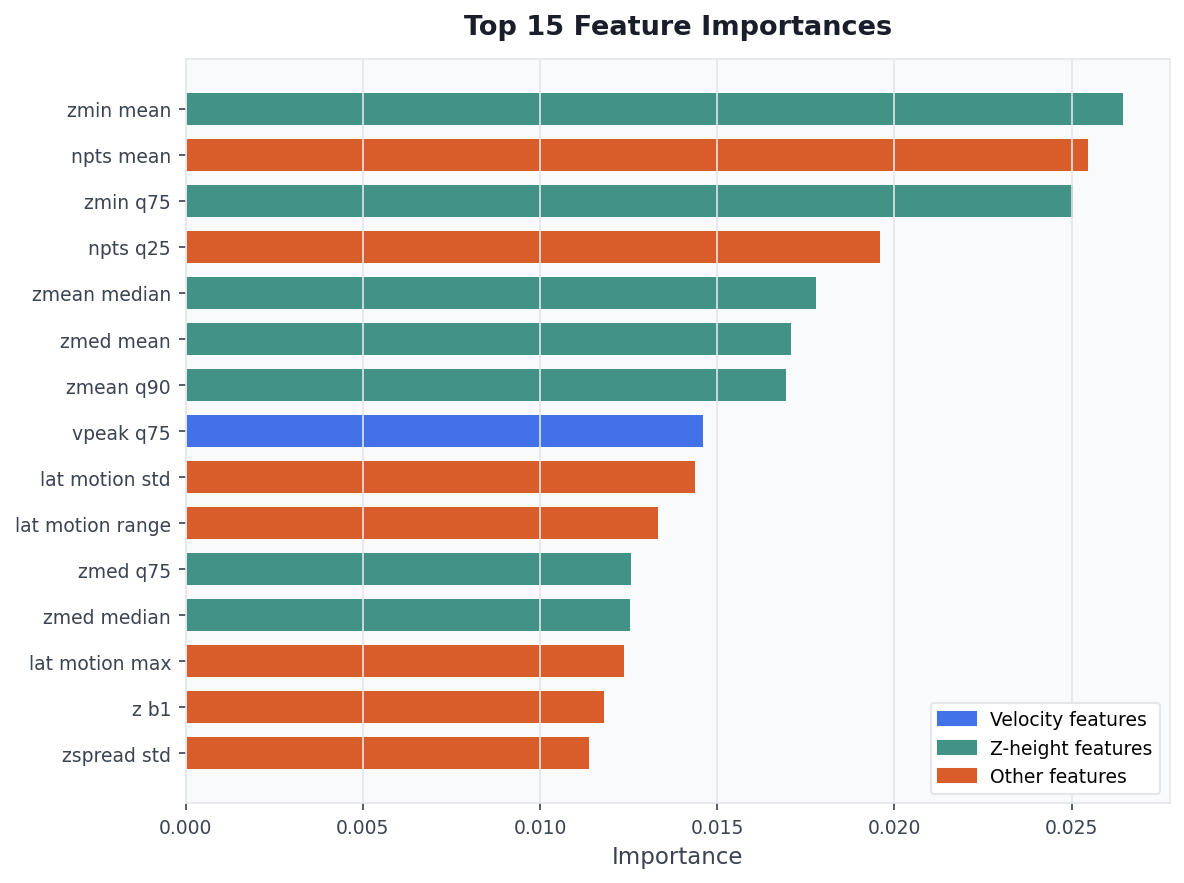 Top 15 Feature Importances
zmin mean
npts mean
zmin q75
npts q25
zmean median
zmed mean
zmean q90
vpeak q75
lat motion std
lat motion range
zmed q75
zmed median
lat motion max
z b1
zspread std
Velocity features
Z-height features
Other features
0.000 0.005 0.010 0.015 0.020 0.025
Importance